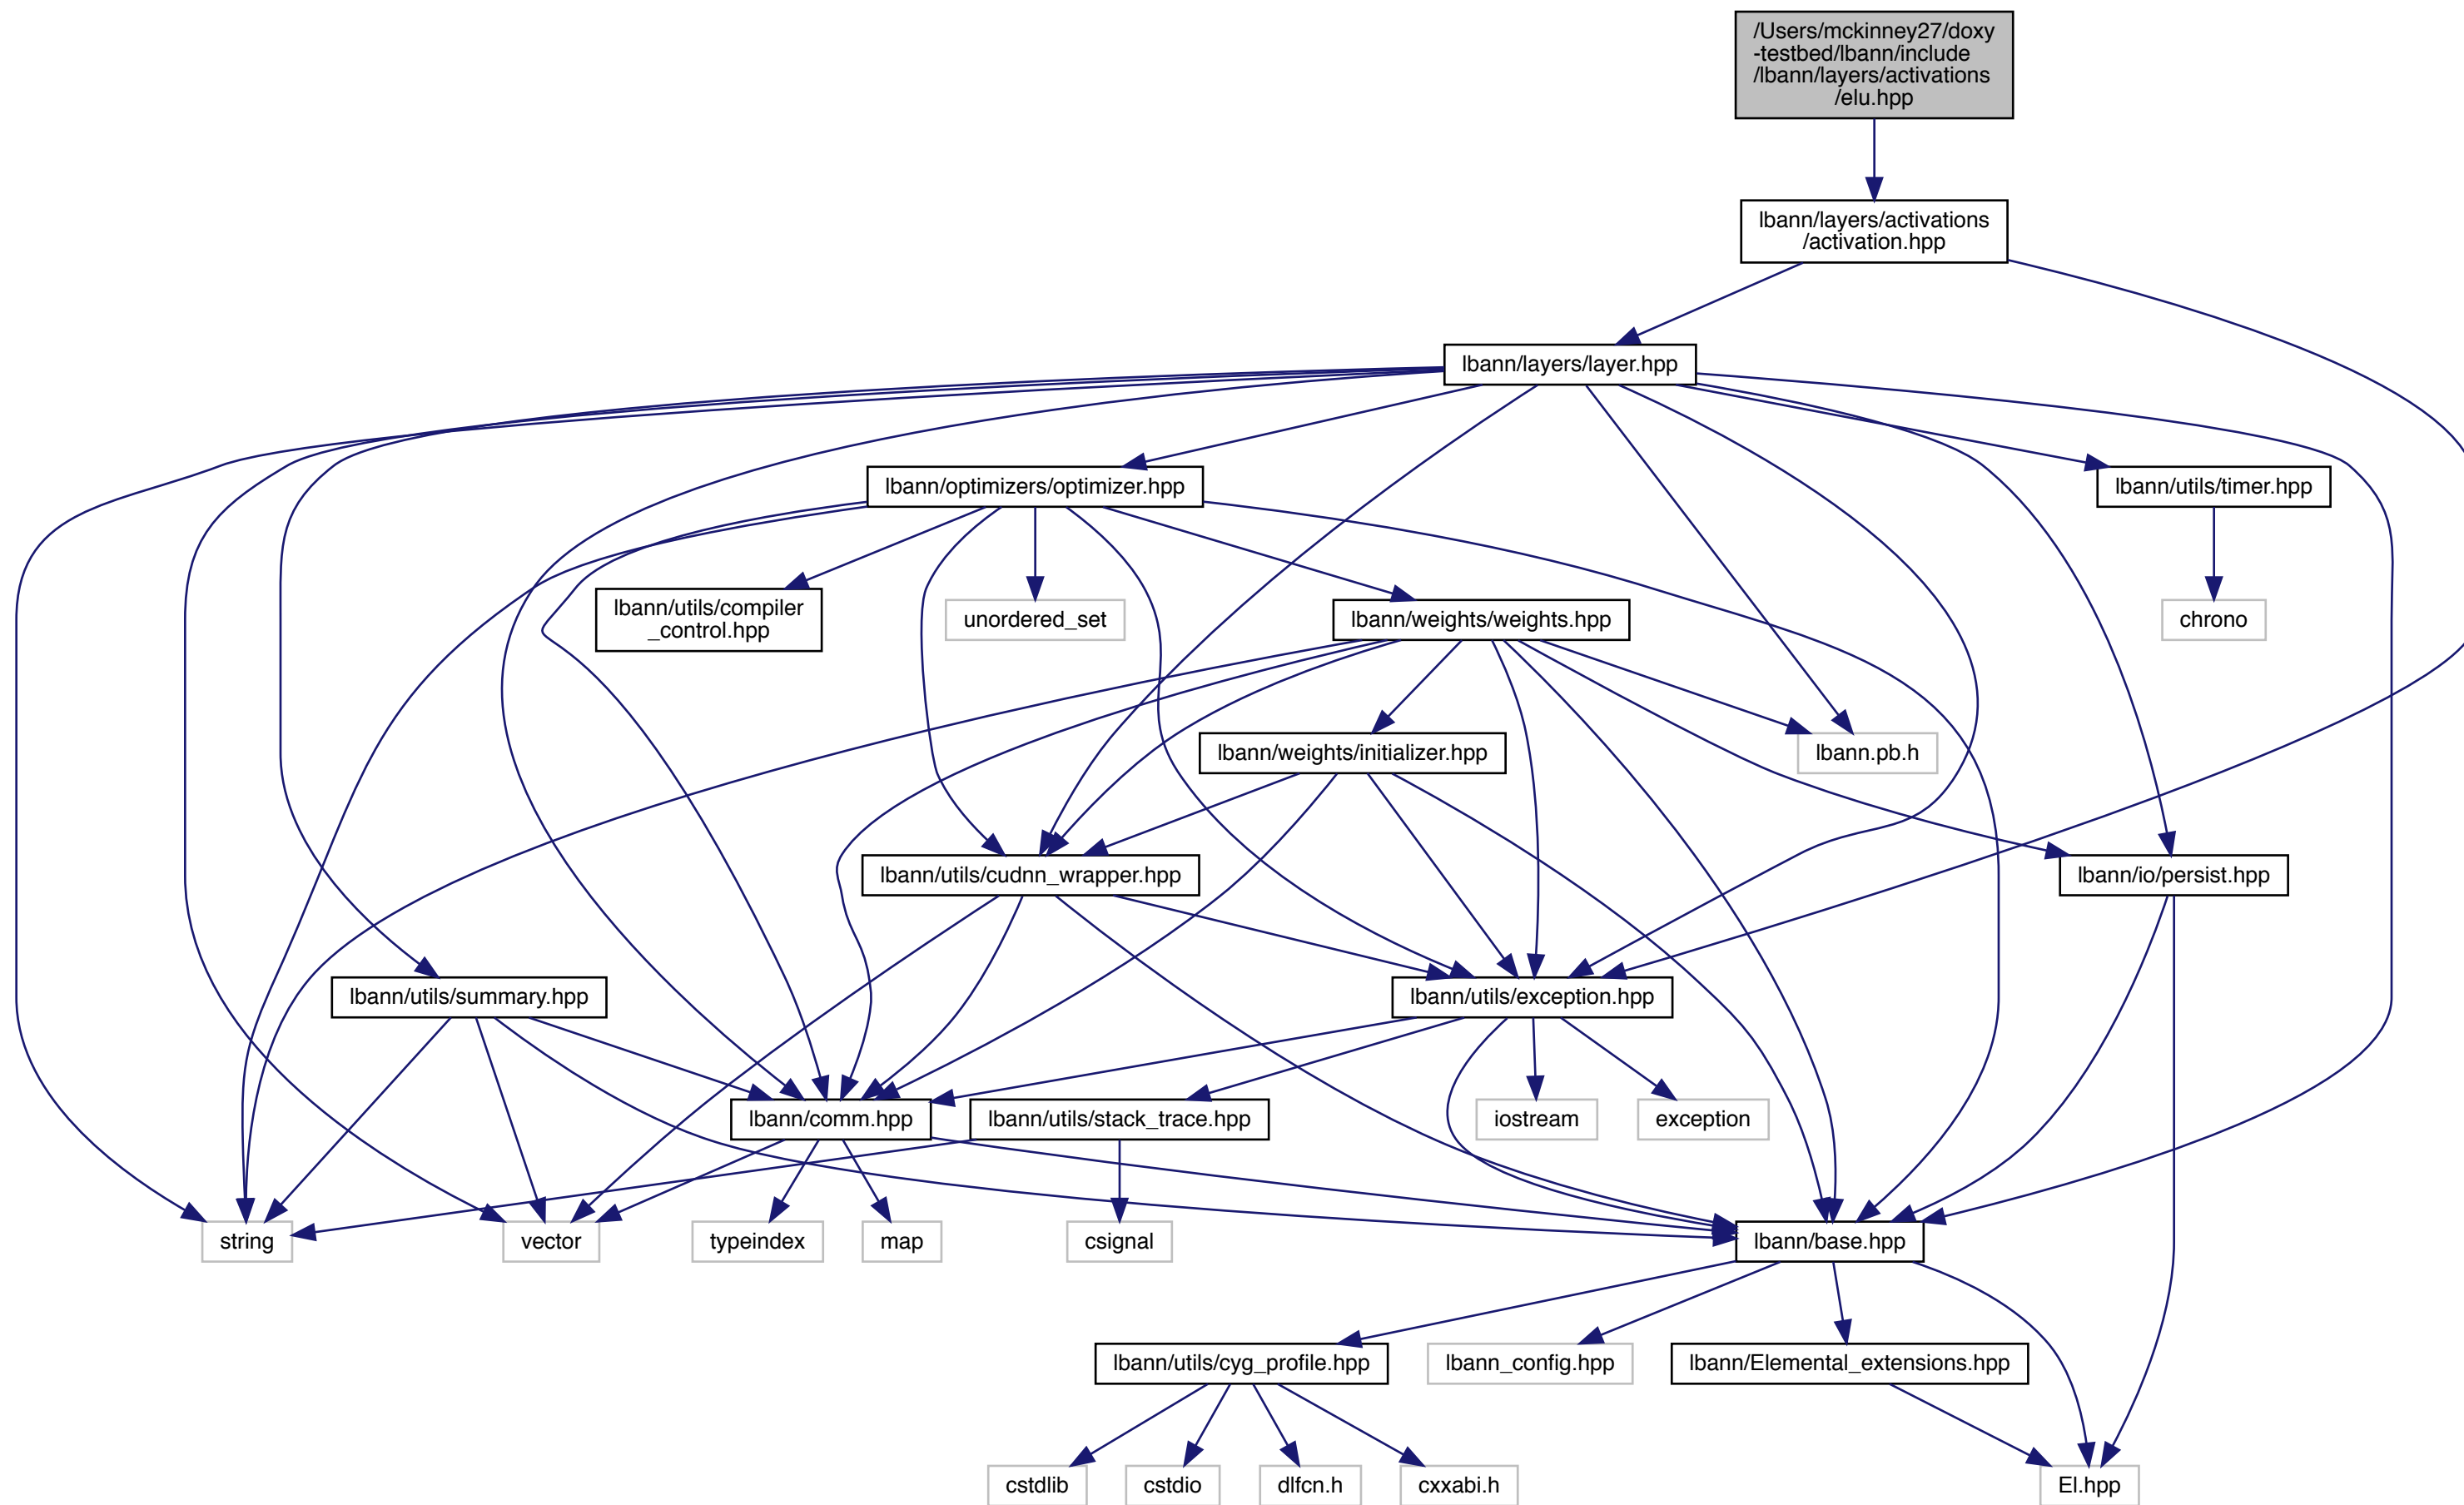 /Users/mckinney27/doxy
-testbed/lbann/include
/lbann/layers/activations
/elu.hpp
lbann/layers/activations
/activation.hpp
lbann/layers/layer.hpp
lbann/optimizers/optimizer.hpp
lbann/utils/timer.hpp
lbann/utils/compiler
_control.hpp
unordered_set
lbann/weights/weights.hpp
chrono
lbann/weights/initializer.hpp
lbann.pb.h
lbann/utils/cudnn_wrapper.hpp
lbann/io/persist.hpp
lbann/utils/summary.hpp
lbann/utils/exception.hpp
lbann/comm.hpp
lbann/utils/stack_trace.hpp
iostream
exception
string
vector
typeindex
map
csignal
lbann/base.hpp
lbann/utils/cyg_profile.hpp
lbann_config.hpp
lbann/Elemental_extensions.hpp
cstdlib
cstdio
dlfcn.h
cxxabi.h
El.hpp